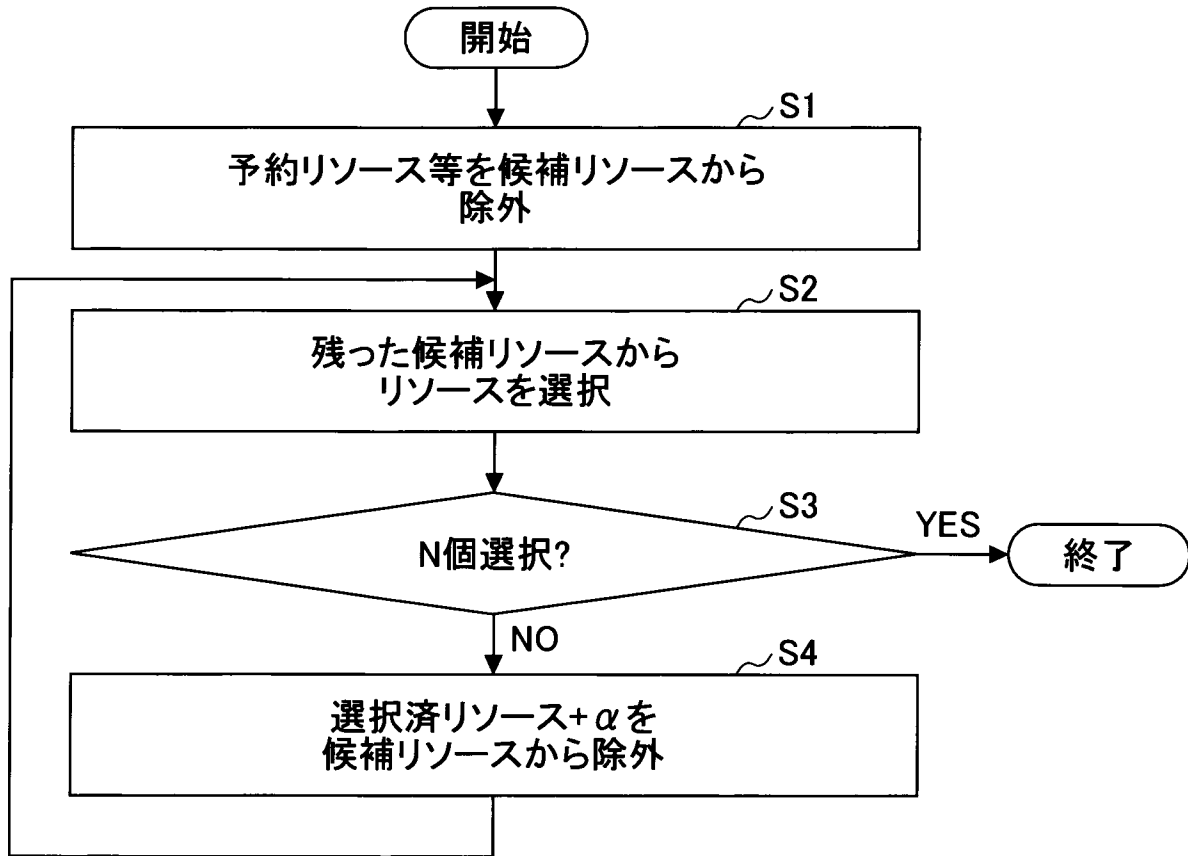 開始
S1
予約リソース等を候補リソースから
除外
S2
残った候補リソースから
リソースを選択
S3
N個選択?
YES
終了
NO
S4
選択済リソース+αを
候補リソースから除外